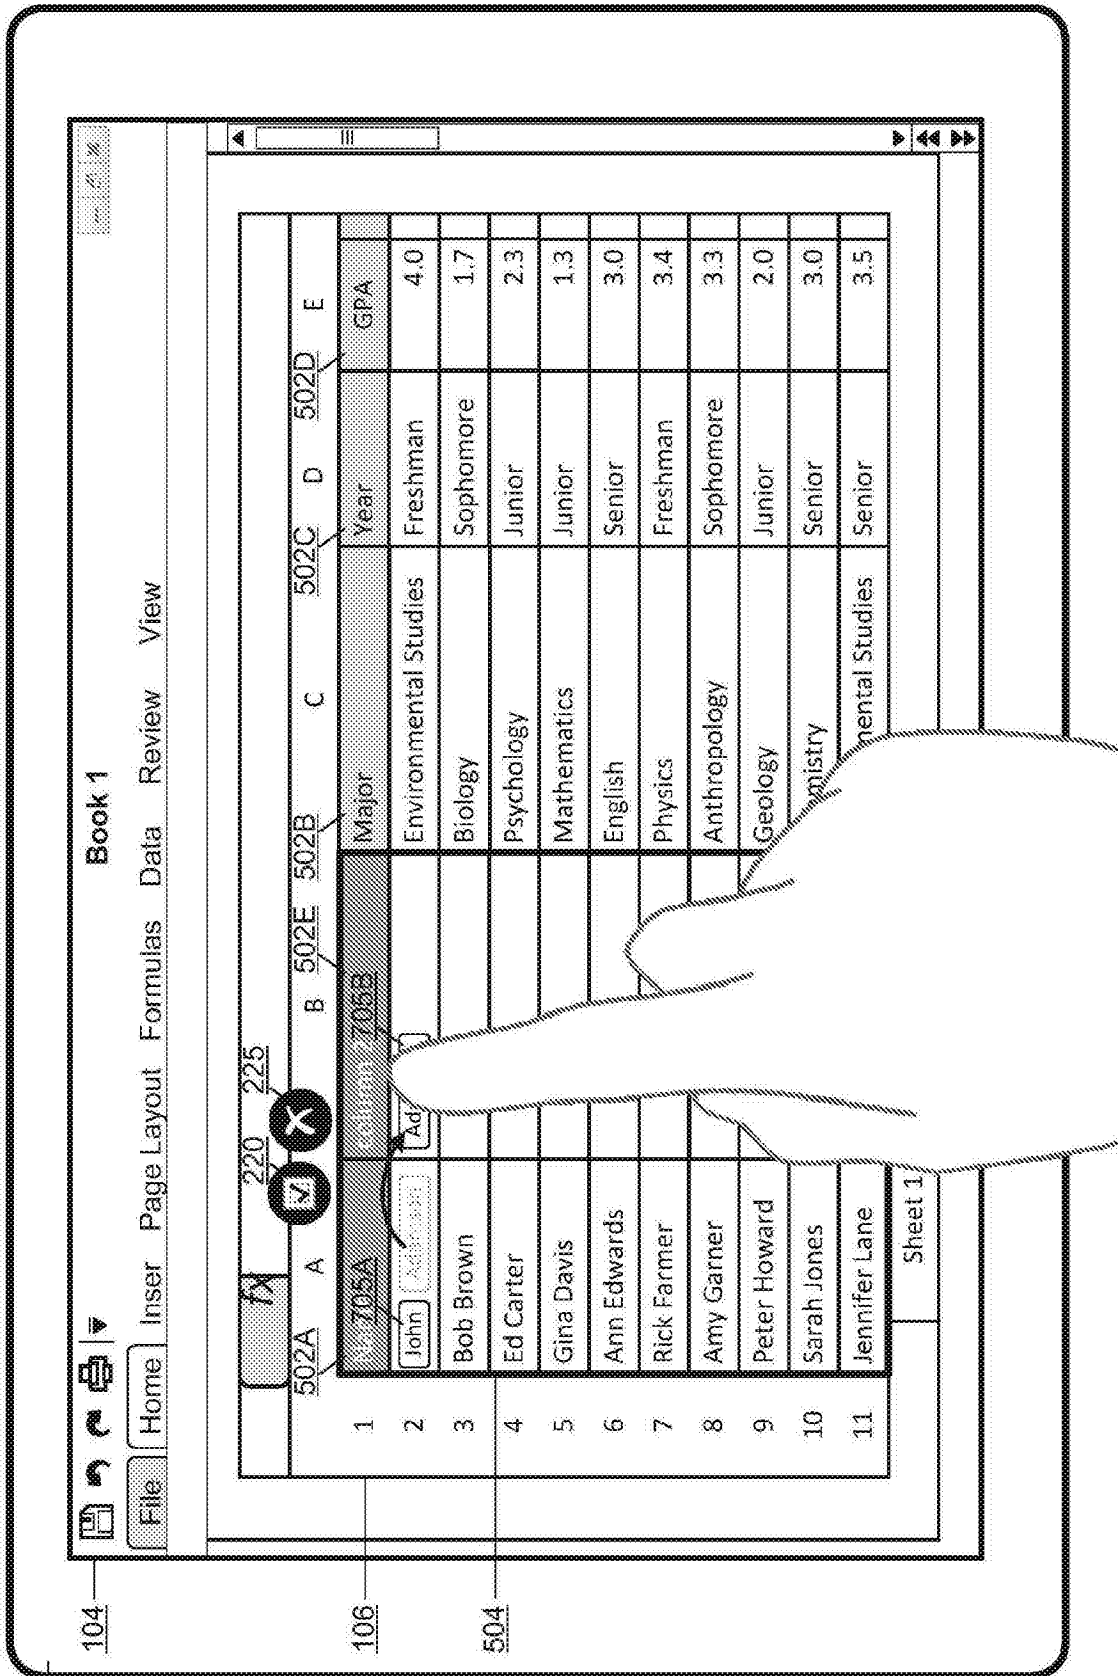 Book 1
File Home Inser Page Layout Formulas Data Review View
104
fx
220 225
502A 502E 502B 502C 502D
A B C D E
705A 705B
1 Major Year GPA
2 John Adamson Ad Environmental Studies Freshman 4.0
3 Bob Brown Biology Sophomore 1.7
4 Ed Carter Psychology Junior 2.3
5 Gina Davis Mathematics Junior 1.3
6 Ann Edwards English Senior 3.0
7 Rick Farmer Physics Freshman 3.4
8 Amy Garner Anthropology Sophomore 3.3
9 Peter Howard Geology Junior 2.0
10 Sarah Jones mistry Senior 3.0
11 Jennifer Lane mental Studies Senior 3.5
Sheet 1
106
504